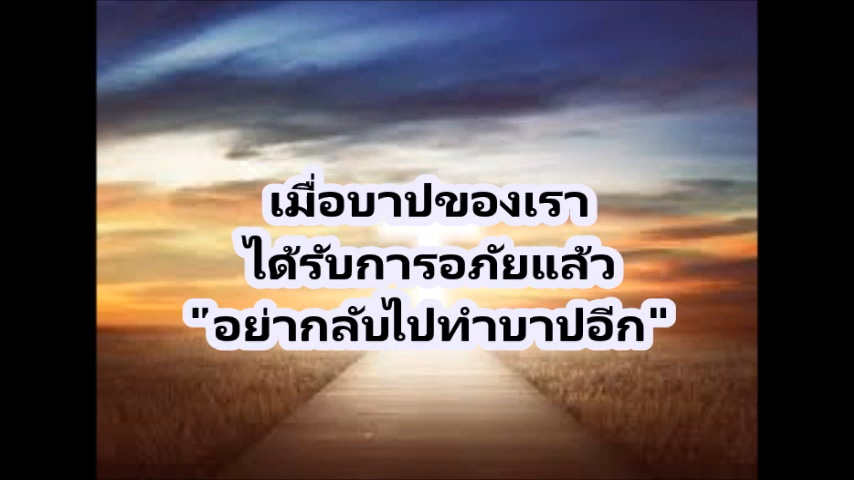 เมื่อบาปของเรา
ได้รับการอภัยแล้ว
"อย่ากลับไปทำบาปอีก"